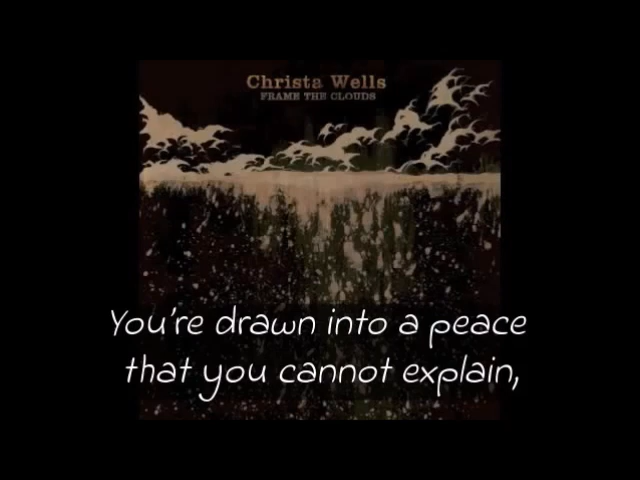 Christa Wells
FRAME THE CLOUDS
You're drawn into a peace
that you cannot explain,